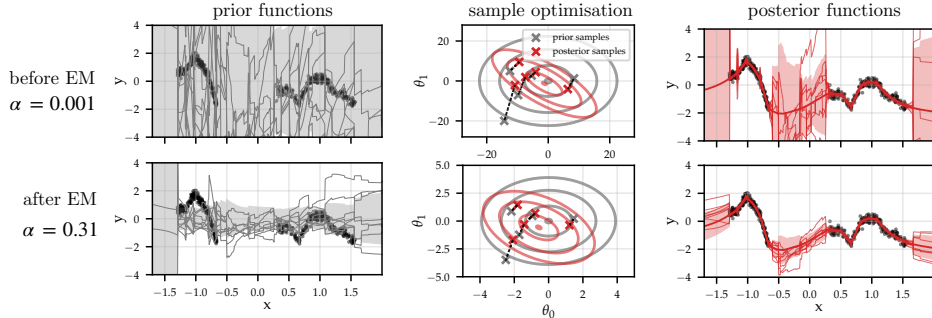 prior functions
sample optimisation
posterior functions
before EM
α = 0.001
y
4
2
0
−2
−4
θ₁
20
0
−20
−20
0
20
prior samples
posterior samples
y
4
2
0
−2
−4
after EM
α = 0.31
y
4
2
0
−2
−4
−1.5
−1.0
−0.5
0.0
0.5
1.0
1.5
x
θ₁
5.0
2.5
0.0
−2.5
−5.0
−4
−2
0
2
4
θ₀
y
4
2
0
−2
−4
−1.5
−1.0
−0.5
0.0
0.5
1.0
1.5
x